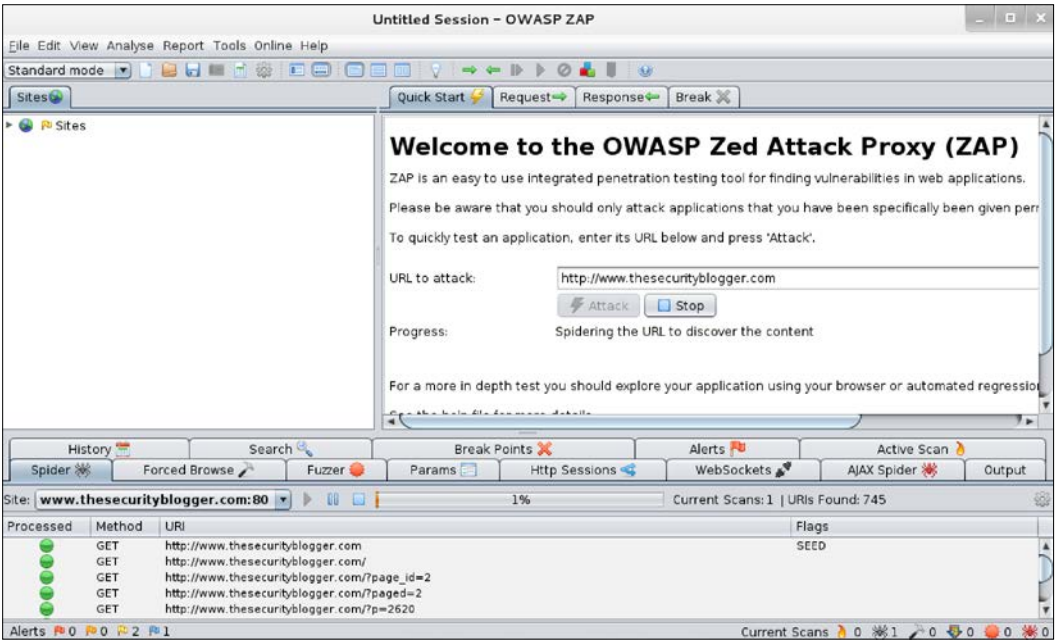 Untitled Session - OWASP ZAP
File Edit View Analyse Report Tools Online Help
Standard mode
Sites
Quick Start Request Response Break
Sites
Welcome to the OWASP Zed Attack Proxy (ZAP)
ZAP is an easy to use integrated penetration testing tool for finding vulnerabilities in web applications.
Please be aware that you should only attack applications that you have been specifically been given perr
To quickly test an application, enter its URL below and press 'Attack'.
URL to attack: http://www.thesecurityblogger.com
Attack Stop
Progress: Spidering the URL to discover the content
For a more in depth test you should explore your application using your browser or automated regression
See the help file for more details
History Search Break Points Alerts Active Scan
Spider Forced Browse Fuzzer Params Http Sessions WebSockets AJAX Spider Output
Site: www.thesecurityblogger.com:80 1% Current Scans: 1 | URIs Found: 745
Processed Method URI Flags
GET http://www.thesecurityblogger.com SEED
GET http://www.thesecurityblogger.com/
GET http://www.thesecurityblogger.com/?page_id=2
GET http://www.thesecurityblogger.com/?paged=2
GET http://www.thesecurityblogger.com/?p=2620
Alerts 0 0 2 1 Current Scans 0 1 0 0 0 0